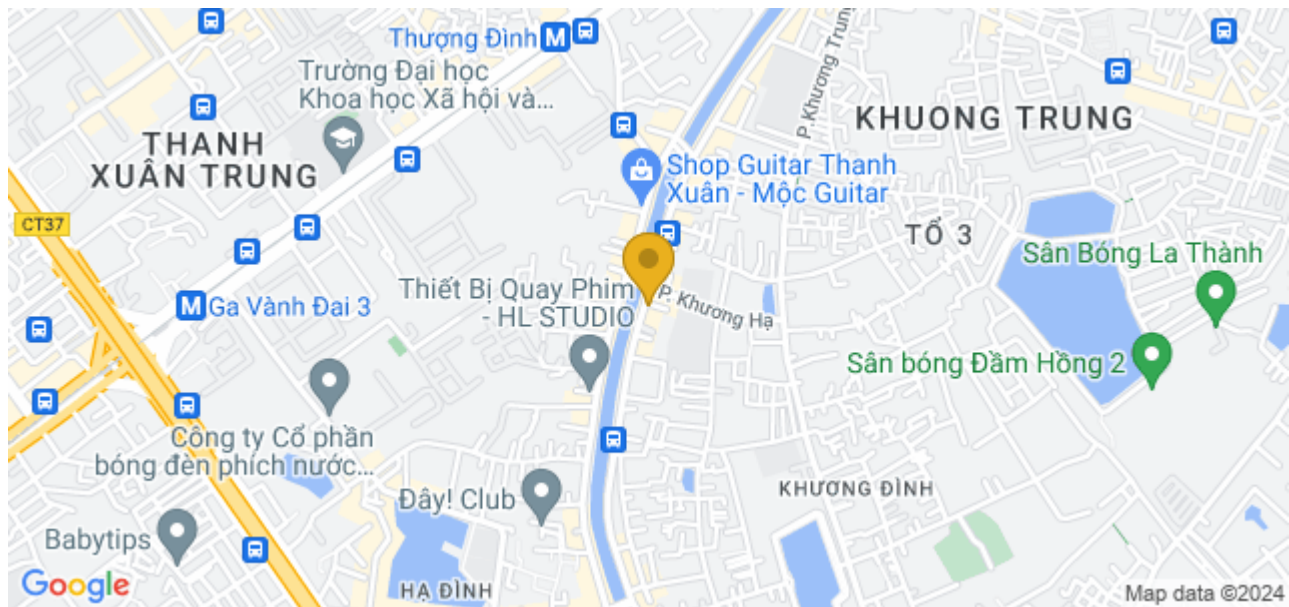 Thượng Đình
M
Trường Đại học
Khoa học Xã hội và...
P.Khương Trung
KHUONG TRUNG
THANH
XUÂN TRUNG
Shop Guitar Thanh
Xuân - Mộc Guitar
CT37
TỔ 3
Sân Bóng La Thành
M
Ga Vành Đai 3
Thiết Bị Quay Phim
- HL STUDIO
P. Khương Hạ
Sân bóng Đầm Hồng 2
Công ty Cổ phần
bóng đèn phích nước...
Đây! Club
KHƯƠNG ĐÌNH
Babytips
Google
HẠ ĐÌNH
Map data ©2024